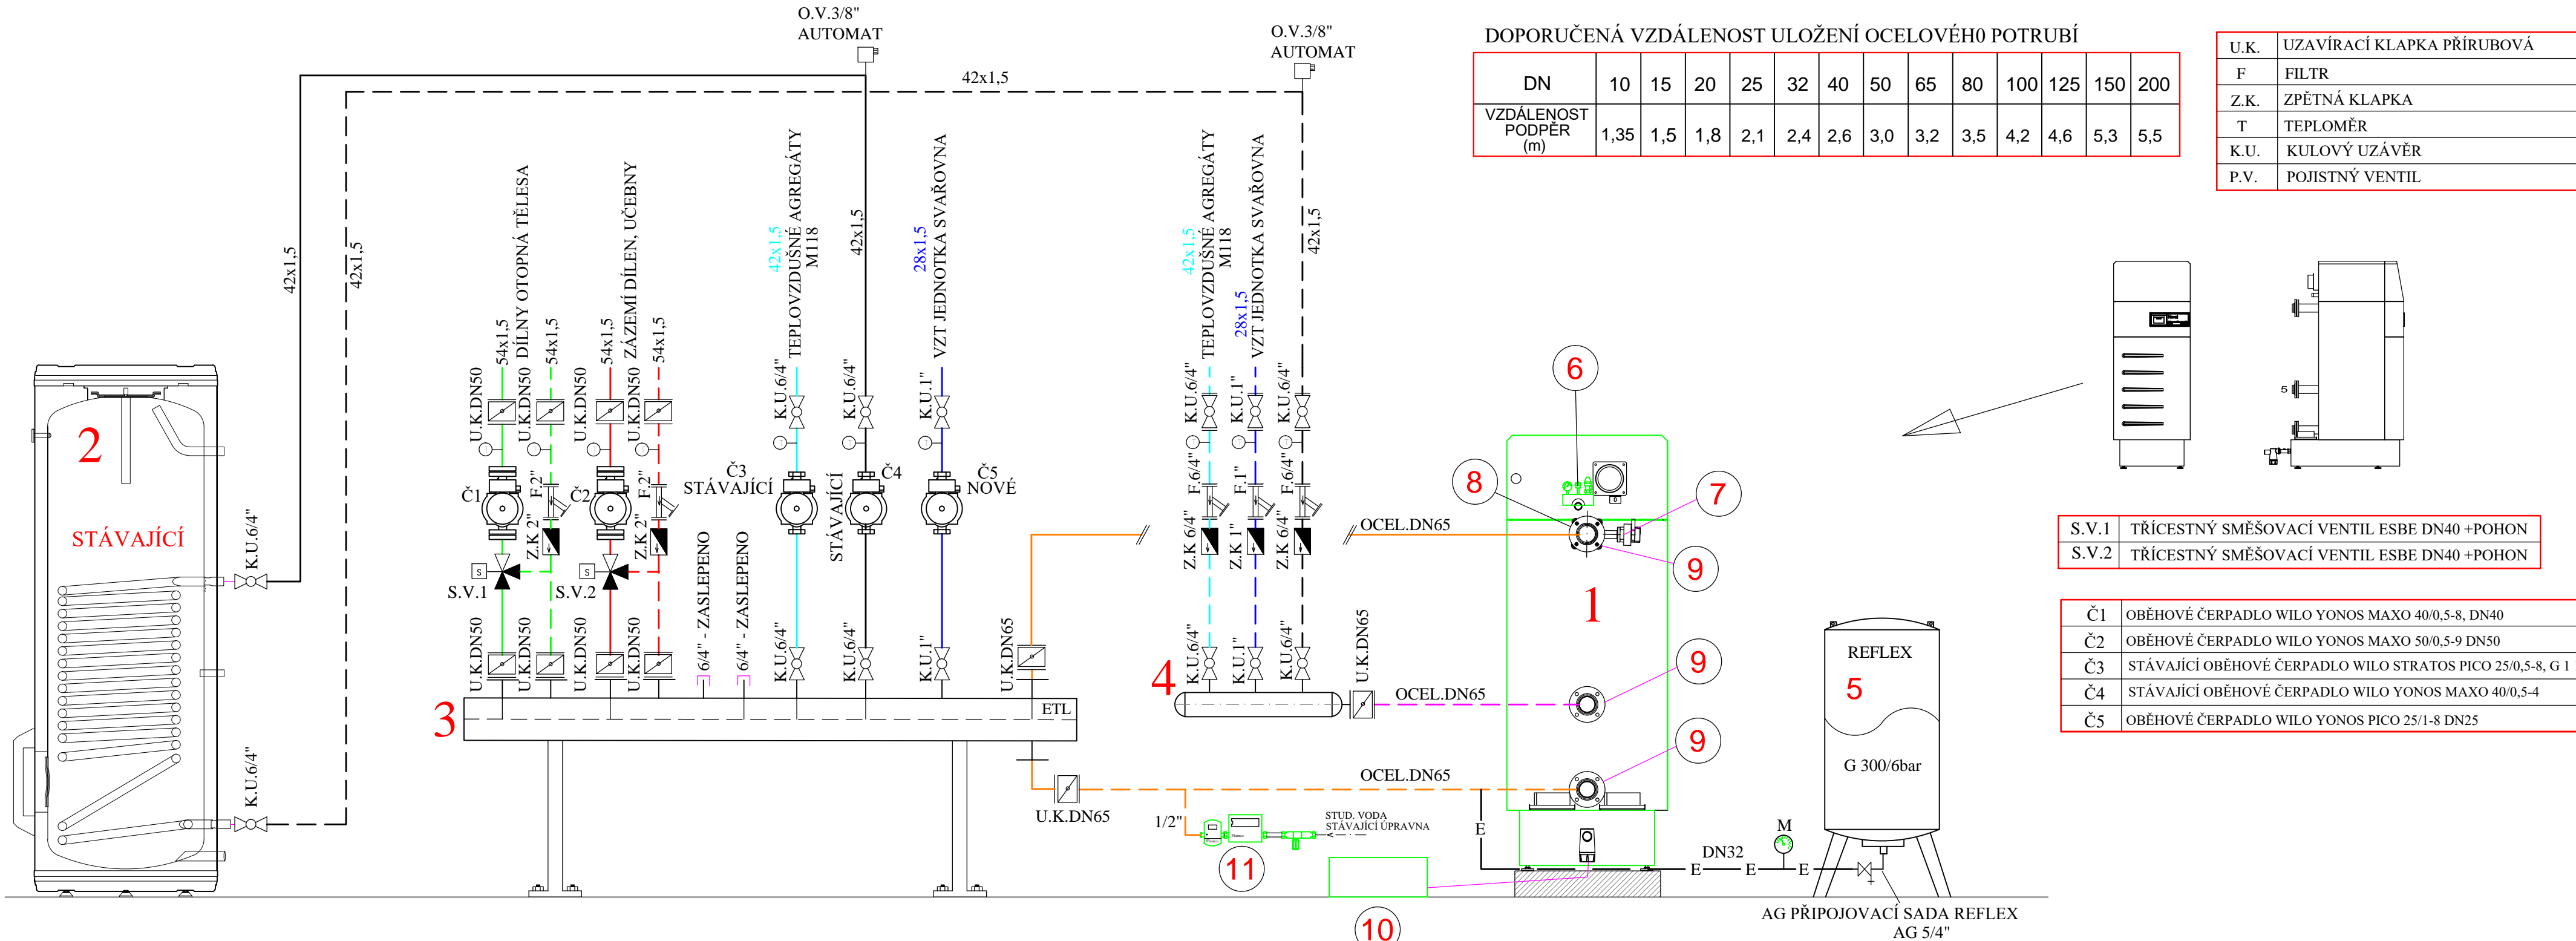 O.V.3/8"
AUTOMAT
O.V.3/8"
AUTOMAT
42x1,5
42x1,5
42x1,5
42x1,5
42x1,5
DOPORUČENÁ VZDÁLENOST ULOŽENÍ OCELOVÉH0 POTRUBÍ
DN 10 15 20 25 32 40 50 65 80 100 125 150 200
VZDÁLENOST
PODPĚR
(m)
1,35 1,5 1,8 2,1 2,4 2,6 3,0 3,2 3,5 4,2 4,6 5,3 5,5
U.K. UZAVÍRACÍ KLAPKA PŘÍRUBOVÁ
F FILTR
Z.K. ZPĚTNÁ KLAPKA
T TEPLOMĚR
K.U. KULOVÝ UZÁVĚR
P.V. POJISTNÝ VENTIL
2
STÁVAJÍCÍ
K.U.6/4"
K.U.6/4"
54x1,5
DÍLNY OTOPNÁ TĚLESA
54x1,5
54x1,5
ZÁZEMÍ DÍLEN, UČEBNY
54x1,5
42x1,5
TEPLOVZDUŠNÉ AGREGÁTY
M118
28x1,5
VZT JEDNOTKA SVAŘOVNA
U.K.DN50
U.K.DN50
U.K.DN50
U.K.DN50
K.U.6/4"
K.U.6/4"
K.U.1"
Č1
F.2"
Č2
F.2"
Č3
STÁVAJÍCÍ
Č4
STÁVAJÍCÍ
Č5
NOVÉ
Z.K 2"
Z.K 2"
S
S.V.1
S
S.V.2
U.K.DN50
U.K.DN50
U.K.DN50
U.K.DN50
6/4" - ZASLEPENO
6/4" - ZASLEPENO
K.U.6/4"
K.U.6/4"
K.U.1"
U.K.DN65
3
ETL
U.K.DN65
42x1,5
TEPLOVZDUŠNÉ AGREGÁTY
M118
28x1,5
VZT JEDNOTKA SVAŘOVNA
K.U.6/4"
K.U.1"
K.U.6/4"
F.6/4"
F.1"
F.6/4"
Z.K 6/4"
Z.K 1"
Z.K 6/4"
K.U.6/4"
K.U.1"
K.U.6/4"
4
U.K.DN65
OCEL.DN65
OCEL.DN65
OCEL.DN65
6
8
7
9
1
9
9
1/2"
STUD. VODA
STÁVAJÍCÍ ÚPRAVNA
11
10
E
E
DN32
E
E
M
REFLEX
5
G 300/6bar
AG PŘIPOJOVACÍ SADA REFLEX
AG 5/4"
5
S.V.1 TŘÍCESTNÝ SMĚŠOVACÍ VENTIL ESBE DN40 +POHON
S.V.2 TŘÍCESTNÝ SMĚŠOVACÍ VENTIL ESBE DN40 +POHON
Č1 OBĚHOVÉ ČERPADLO WILO YONOS MAXO 40/0,5-8, DN40
Č2 OBĚHOVÉ ČERPADLO WILO YONOS MAXO 50/0,5-9 DN50
Č3 STÁVAJÍCÍ OBĚHOVÉ ČERPADLO WILO STRATOS PICO 25/0,5-8, G 1
Č4 STÁVAJÍCÍ OBĚHOVÉ ČERPADLO WILO YONOS MAXO 40/0,5-4
Č5 OBĚHOVÉ ČERPADLO WILO YONOS PICO 25/1-8 DN25